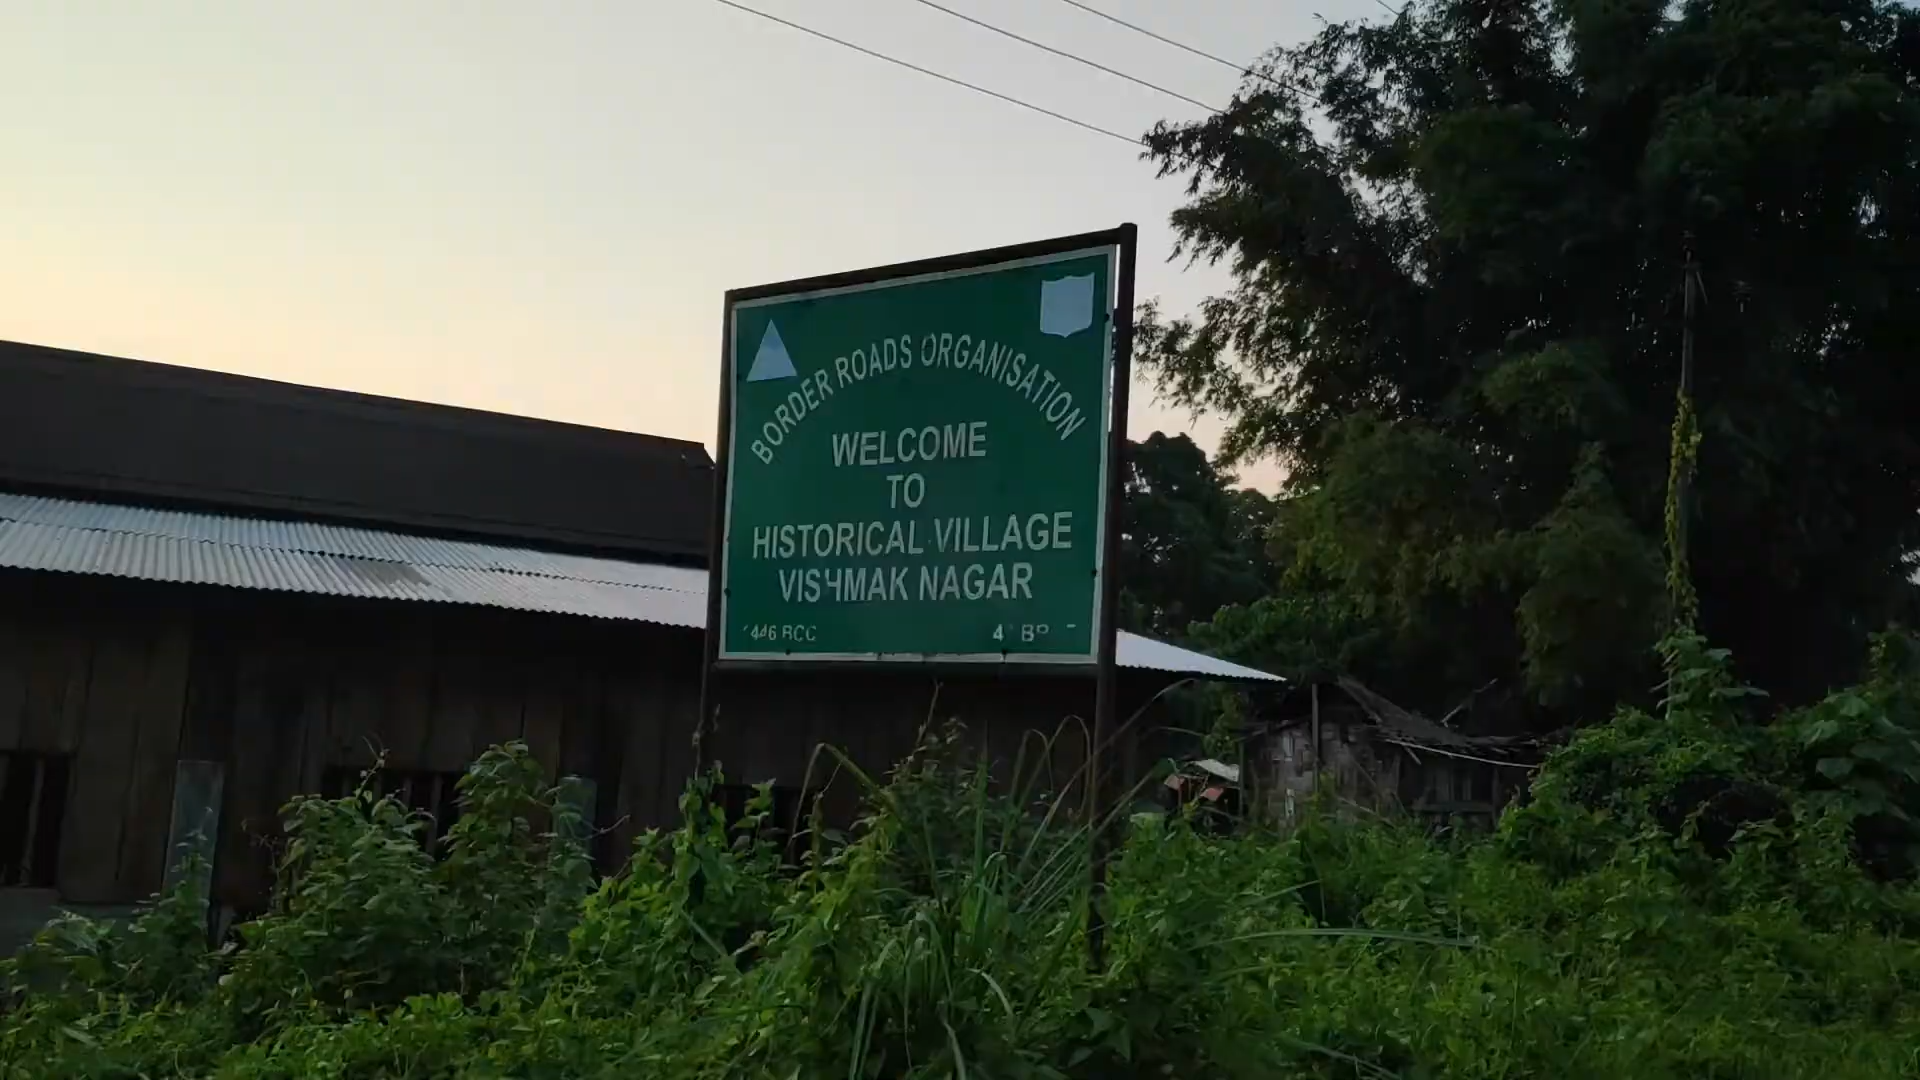 BORDER ROADS ORGANISATION
WELCOME
TO
HISTORICAL VILLAGE
VISHMAK NAGAR